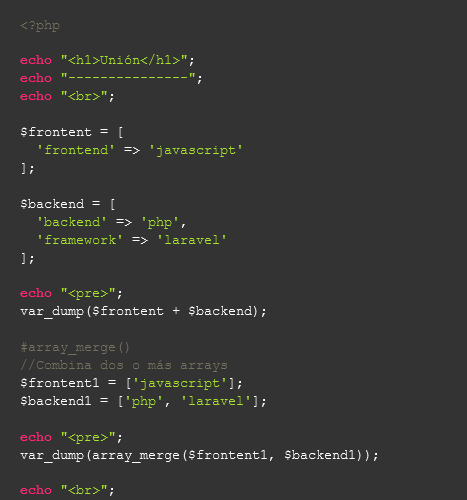 <?php
echo "<h1>Unión</h1>";
echo "---------------";
echo "<br>";
$frontent = [
'frontend' => 'javascript'
];
$backend = [
'backend' => 'php',
'framework' => 'laravel'
];
echo "<pre>";
var_dump($frontent + $backend);
#array_merge()
//Combina dos o más arrays
$frontent1 = ['javascript'];
$backend1 = ['php', 'laravel'];
echo "<pre>";
var_dump(array_merge($frontent1, $backend1));
echo "<br>";